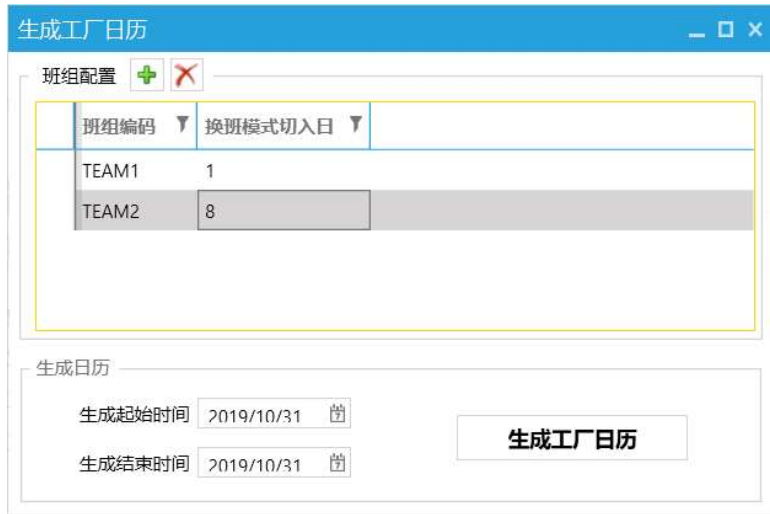 生成工厂日历
班组配置
班组编码 换班模式切入日
TEAM1 1
TEAM2 8
生成日历
生成起始时间 2019/10/31
生成工厂日历
生成结束时间 2019/10/31